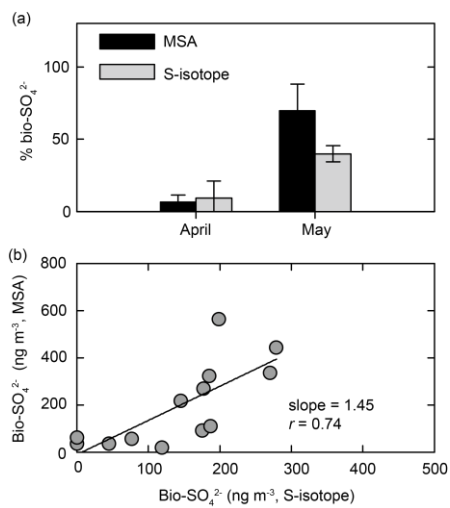 (a)
MSA
S-isotope
% bio-SO₄²⁻
100
50
0
April
May
(b)
Bio-SO₄²⁻ (ng m⁻³, MSA)
800
600
400
200
0
slope = 1.45
r = 0.74
0 100 200 300 400 500
Bio-SO₄²⁻ (ng m⁻³, S-isotope)